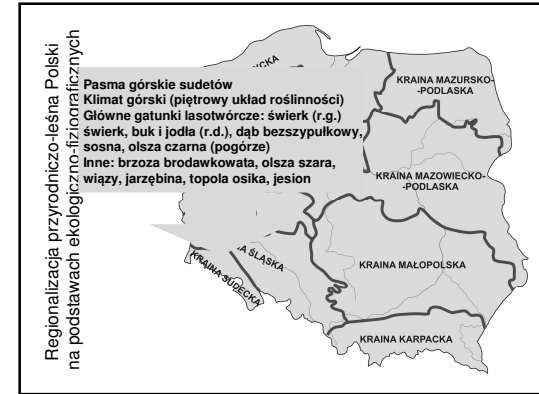 Regionalizacja przyrodniczo-leśna Polski
na podstawach ekologiczno-fizjograficznych
Pasma górskie sudetów
Klimat górski (piętrowy układ roślinności)
Główne gatunki lasotwórcze: świerk (r.g.)
świerk, buk i jodła (r.d.), dąb bezszypułkowy,
sosna, olsza czarna (pogórze)
Inne: brzoza brodawkowata, olsza szara,
wiązy, jarzębina, topola osika, jesion
KRAINA MAZURSKO-
-PODLASKA
KRAINA MAZOWIECKO-
-PODLASKA
ŚLĄSKA
KRAINA SUDECKA
KRAINA MAŁOPOLSKA
KRAINA KARPACKA